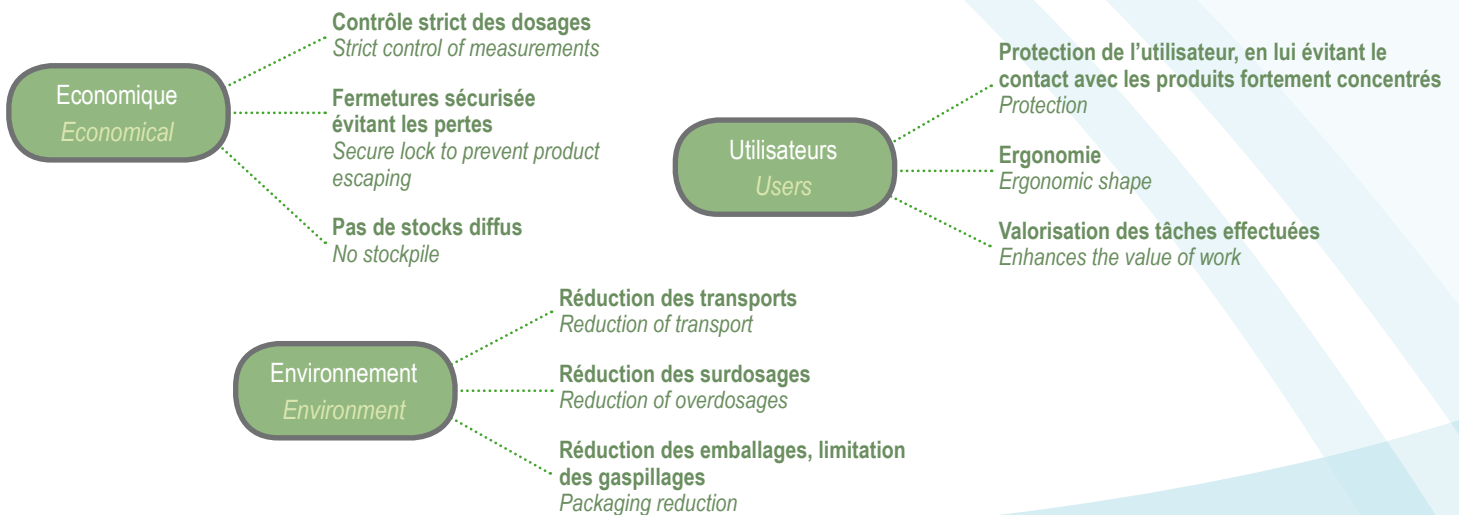 Economique
Economical
Contrôle strict des dosages
Strict control of measurements
Fermetures sécurisée
évitant les pertes
Secure lock to prevent product
escaping
Pas de stocks diffus
No stockpile
Utilisateurs
Users
Protection de l’utilisateur, en lui évitant le
contact avec les produits fortement concentrés
Protection
Ergonomie
Ergonomic shape
Valorisation des tâches effectuées
Enhances the value of work
Environnement
Environment
Réduction des transports
Reduction of transport
Réduction des surdosages
Reduction of overdosages
Réduction des emballages, limitation
des gaspillages
Packaging reduction